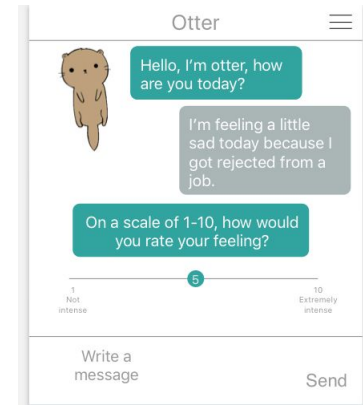 Otter
Hello, I'm otter, how
are you today?
I'm feeling a little
sad today because I
got rejected from a
job.
On a scale of 1-10, how would
you rate your feeling?
5
1
Not
intense
10
Extremely
intense
Write a
message
Send